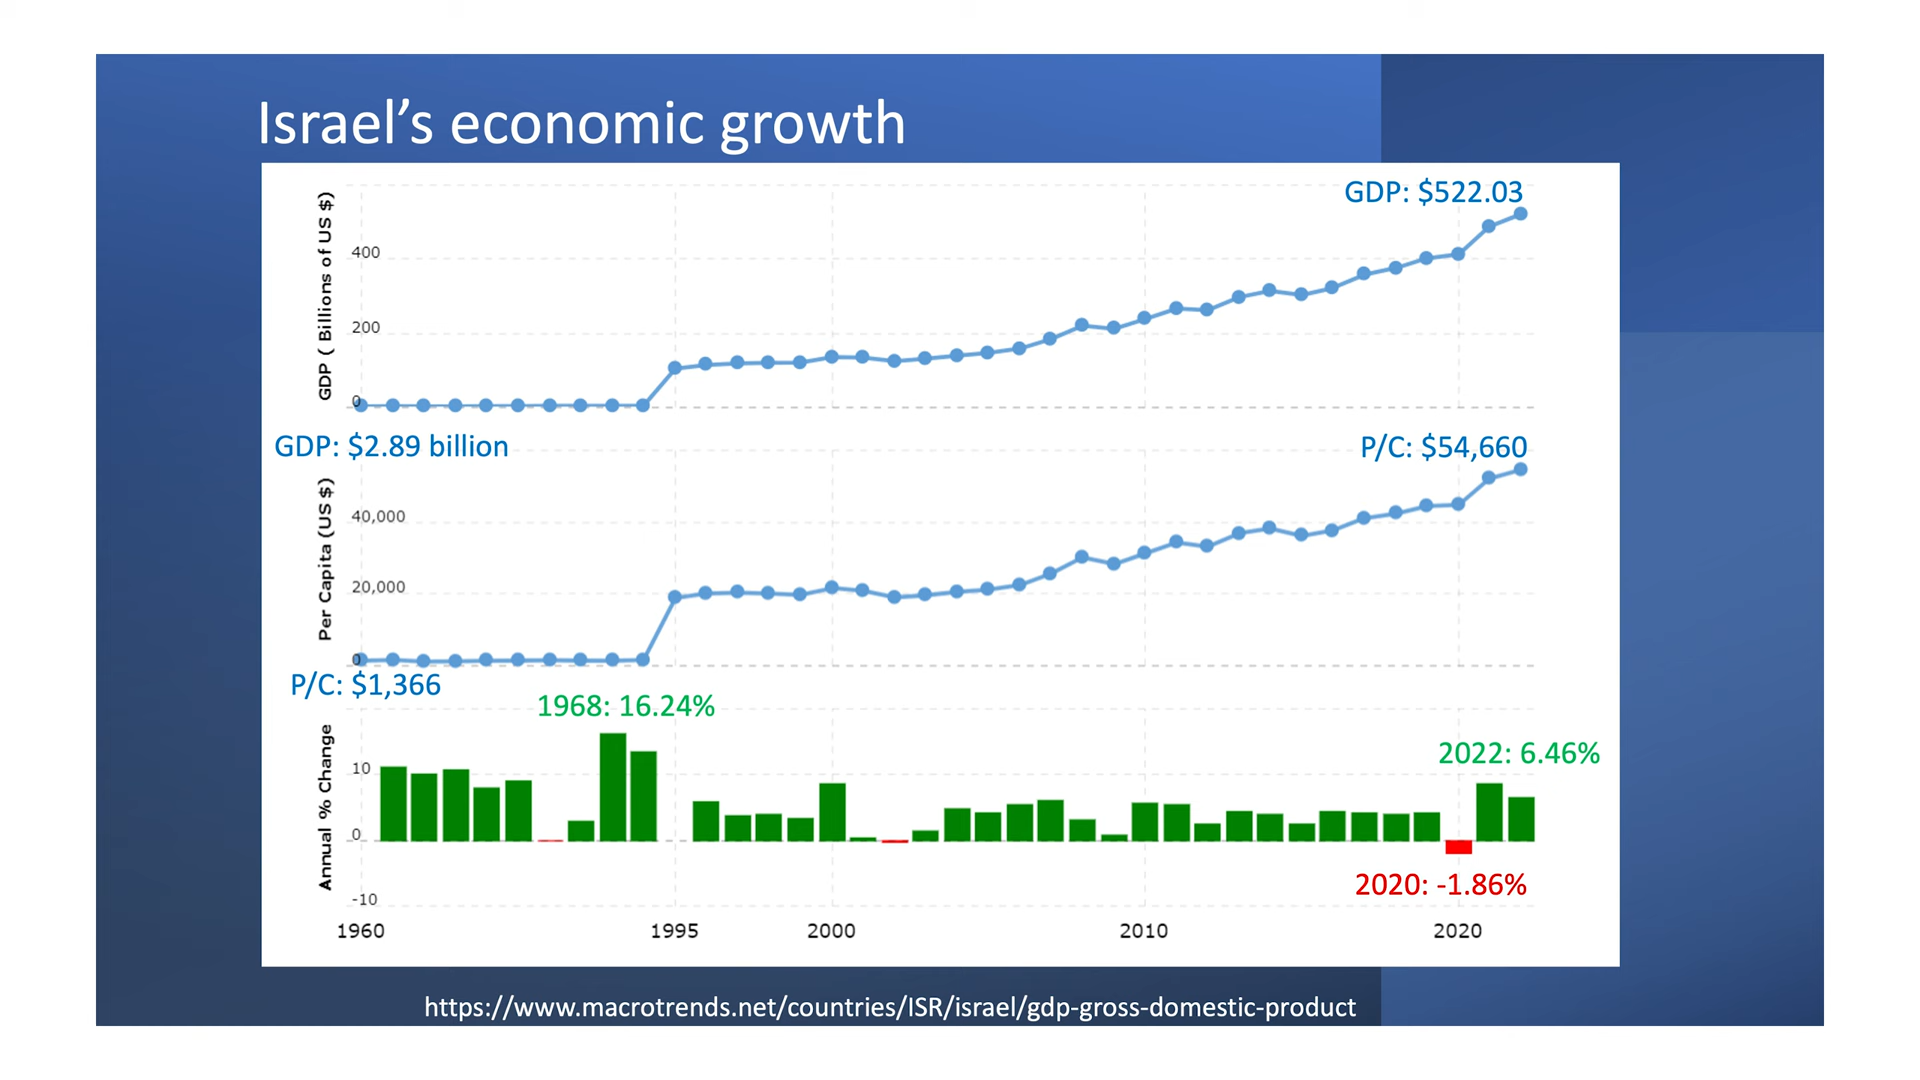 Israel's economic growth
GDP ( Billions of US $)
GDP: $522.03
400
200
0
GDP: $2.89 billion
P/C: $54,660
Per Capita (US $)
40,000
20,000
0
P/C: $1,366
1968: 16.24%
Annual % Change
2022: 6.46%
10
0
2020: -1.86%
-10
1960 1995 2000 2010 2020
https://www.macrotrends.net/countries/ISR/israel/gdp-gross-domestic-product